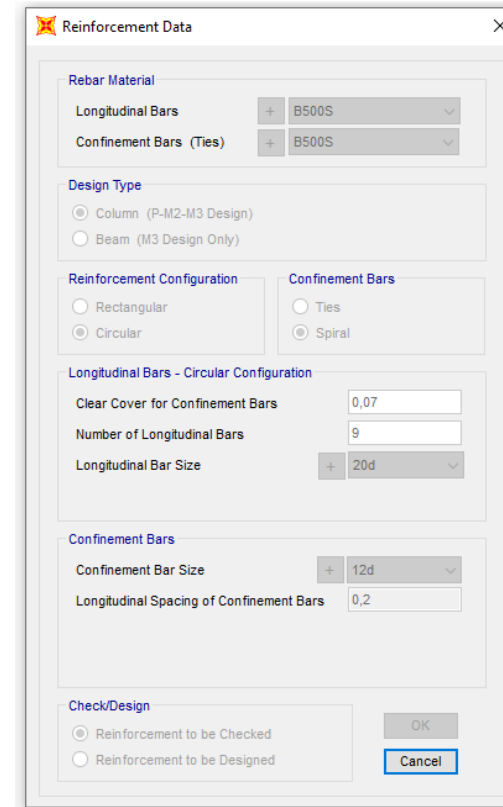 Reinforcement Data
Rebar Material
Longitudinal Bars + B500S
Confinement Bars (Ties) + B500S
Design Type
Column (P-M2-M3 Design)
Beam (M3 Design Only)
Reinforcement Configuration
Rectangular
Circular
Confinement Bars
Ties
Spiral
Longitudinal Bars - Circular Configuration
Clear Cover for Confinement Bars 0,07
Number of Longitudinal Bars 9
Longitudinal Bar Size + 20d
Confinement Bars
Confinement Bar Size + 12d
Longitudinal Spacing of Confinement Bars 0,2
Check/Design
Reinforcement to be Checked
Reinforcement to be Designed
OK
Cancel